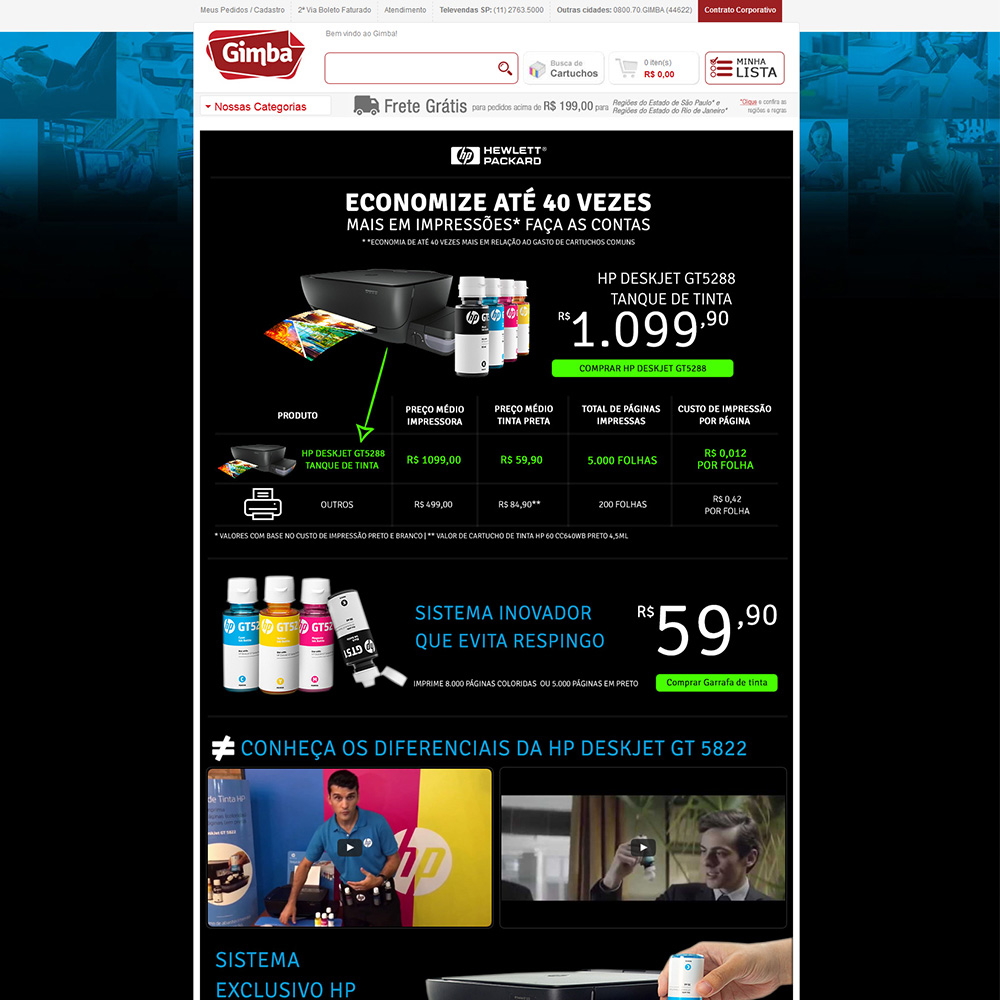 Meus Pedidos / Cadastro
2ª Via Boleto Faturado
Atendimento
Televendas SP: (11) 2763.5000
Outras cidades: 0800.70.GIMBA (44622)
Contrato Corporativo
Gimba
Bem vindo ao Gimba!
Busca de
Cartuchos
0 iten(s)
R$ 0,00
MINHA
LISTA
Nossas Categorias
Frete Grátis para pedidos acima de R$ 199,00 para
Regiões do Estado de São Paulo*
Regiões do Estado do Rio de Janeiro*
*Clique e confira as
regiões e regras
hp HEWLETT®
PACKARD
ECONOMIZE ATÉ 40 VEZES
MAIS EM IMPRESSÕES* FAÇA AS CONTAS
* *ECONOMIA DE ATÉ 40 VEZES MAIS EM RELAÇÃO AO GASTO DE CARTUCHOS COMUNS
HP DESKJET GT5288
TANQUE DE TINTA
R$ 1.099,90
COMPRAR HP DESKJET GT5288
PRODUTO
PREÇO MÉDIO
IMPRESSORA
PREÇO MÉDIO
TINTA PRETA
TOTAL DE PÁGINAS
IMPRESSAS
CUSTO DE IMPRESSÃO
POR PÁGINA
HP DESKJET GT5288
TANQUE DE TINTA
R$ 1099,00
R$ 59,90
5.000 FOLHAS
R$ 0,012
POR FOLHA
OUTROS
R$ 499,00
R$ 84,90**
200 FOLHAS
R$ 0,42
POR FOLHA
* VALORES COM BASE NO CUSTO DE IMPRESSÃO PRETO E BRANCO | ** VALOR DE CARTUCHO DE TINTA HP 60 CC640WB PRETO 4,5ML
hp GT52
hp GT52
hp GT52
hp GT51
C
Y
M
SISTEMA INOVADOR
QUE EVITA RESPINGO
R$ 59,90
IMPRIME 8.000 PÁGINAS COLORIDAS OU 5.000 PÁGINAS EM PRETO
Comprar Garrafa de tinta
≠ CONHEÇA OS DIFERENCIAIS DA HP DESKJET GT 5822
de Tinta HP
hp
SISTEMA
EXCLUSIVO HP